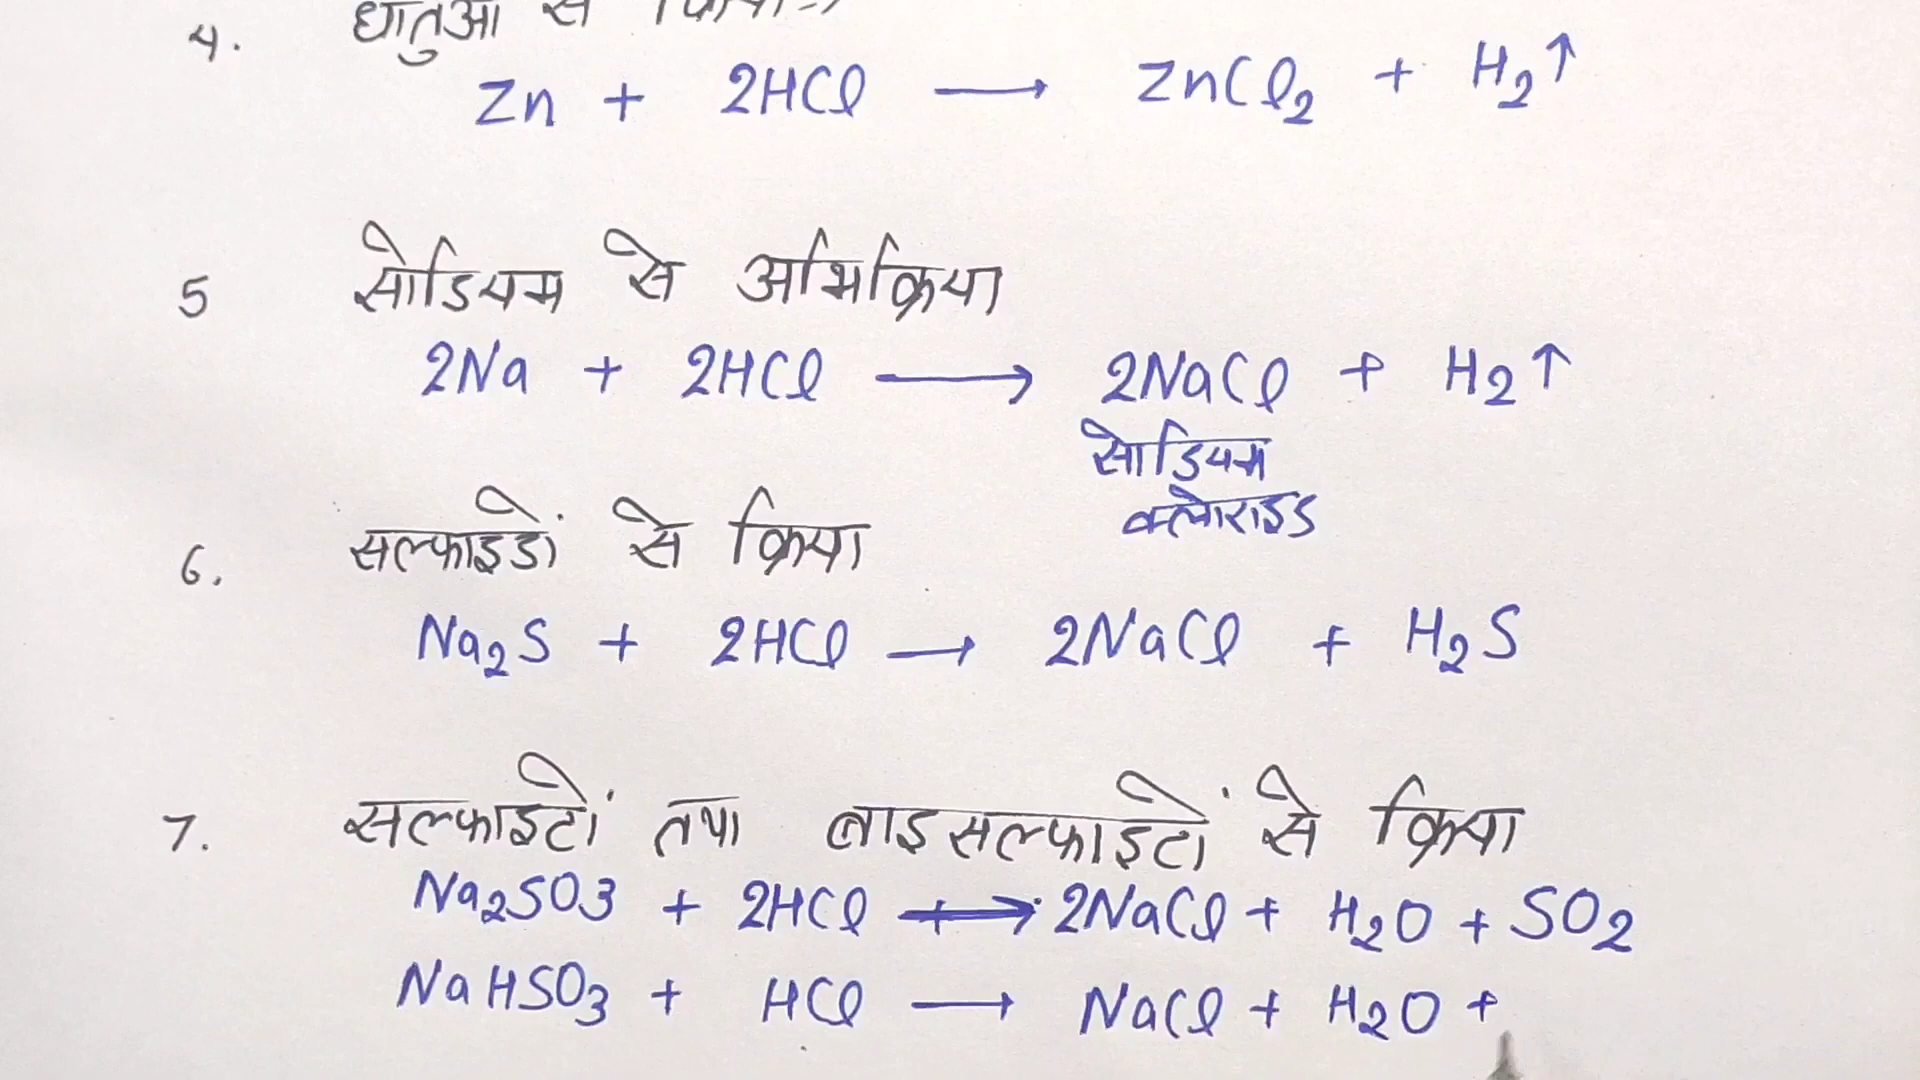 4. धातुओं से क्रिया:-
Zn + 2HCl ⟶ ZnCl₂ + H₂↑
5 सोडियम से अभिक्रिया
2Na + 2HCl ⟶ 2NaCl + H₂↑
सोडियम
क्लोराइड
6. सल्फाइडों से क्रिया
Na₂S + 2HCl ⟶ 2NaCl + H₂S
7. सल्फाइटों तथा बाइसल्फाइटों से क्रिया
Na₂SO3 + 2HCl ⟶ 2NaCl + H₂O + SO₂
NaHSO₃ + HCl ⟶ NaCl + H₂O +